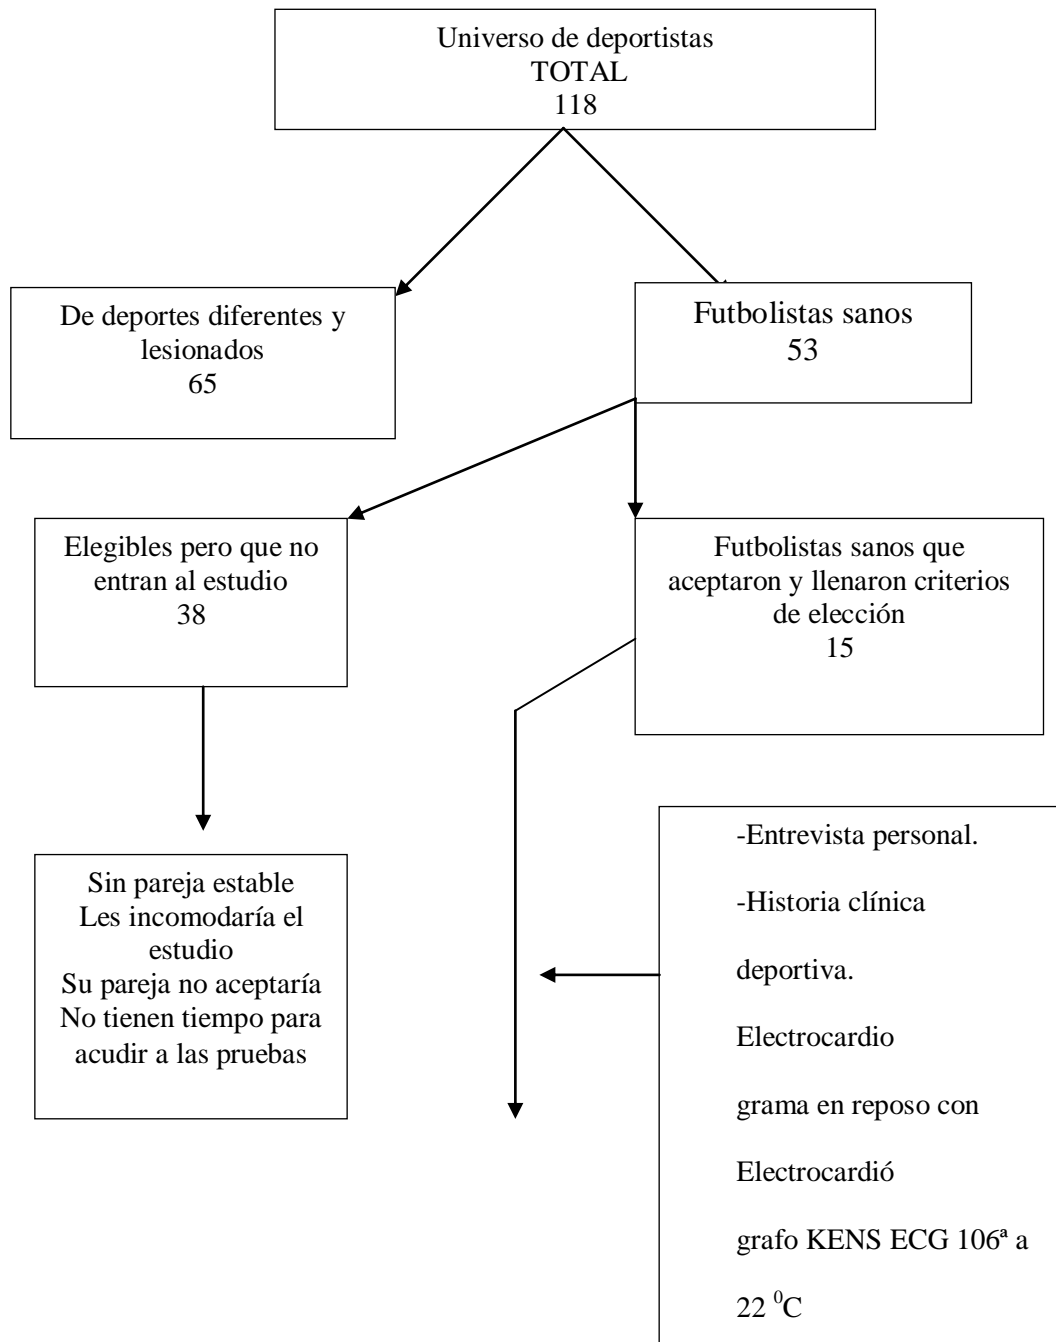 Universo de deportistas
TOTAL
118
De deportes diferentes y
lesionados
65
Futbolistas sanos
53
Elegibles pero que no
entran al estudio
38
Futbolistas sanos que
aceptaron y llenaron criterios
de elección
15
Sin pareja estable
Les incomodaría el
estudio
Su pareja no aceptaría
No tienen tiempo para
acudir a las pruebas
-Entrevista personal.
-Historia clínica
deportiva.
Electrocardio
grama en reposo con
Electrocardió
grafo KENS ECG 106ª a
22 ⁰C